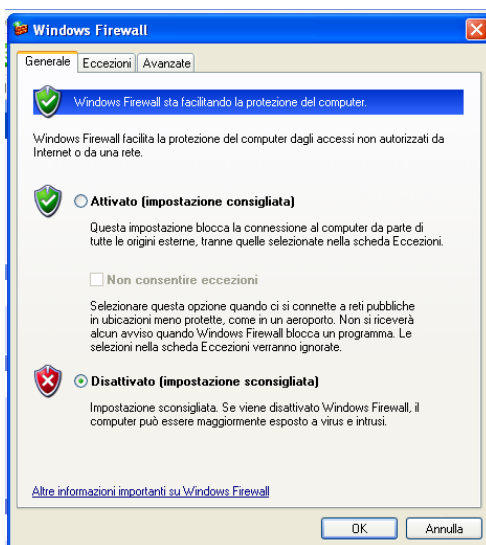 Windows Firewall
Generale Eccezioni Avanzate
Windows Firewall sta facilitando la protezione del computer.
Windows Firewall facilita la protezione del computer dagli accessi non autorizzati da
Internet o da una rete.
Attivato (impostazione consigliata)
Questa impostazione blocca la connessione al computer da parte di
tutte le origini esterne, tranne quelle selezionate nella scheda Eccezioni.
Non consentire eccezioni
Selezionare questa opzione quando ci si connette a reti pubbliche
in ubicazioni meno protette, come in un aeroporto. Non si riceverà
alcun avviso quando Windows Firewall blocca un programma. Le
selezioni nella scheda Eccezioni verranno ignorate.
Disattivato (impostazione sconsigliata)
Impostazione sconsigliata. Se viene disattivato Windows Firewall, il
computer può essere maggiormente esposto a virus e intrusi.
Altre informazioni importanti su Windows Firewall
OK Annulla